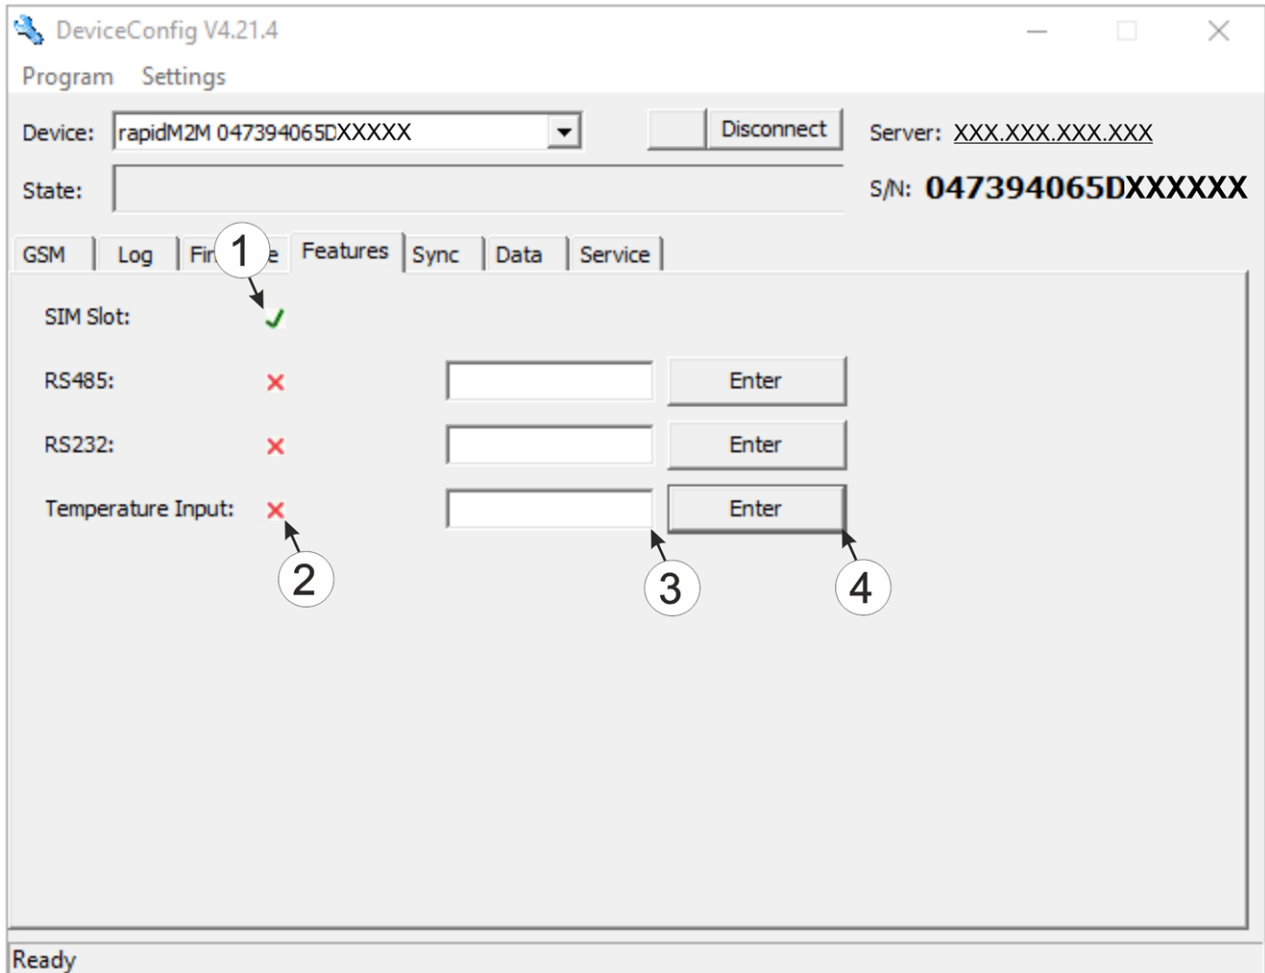 DeviceConfig V4.21.4
Program Settings
Device: rapidM2M 047394065DXXXXX Disconnect Server: XXX.XXX.XXX.XXX
State: S/N: 047394065DXXXXXX
GSM Log 1 Features Sync Data Service
SIM Slot:
RS485: Enter
RS232: Enter
Temperature Input: Enter
2 3 4
Ready